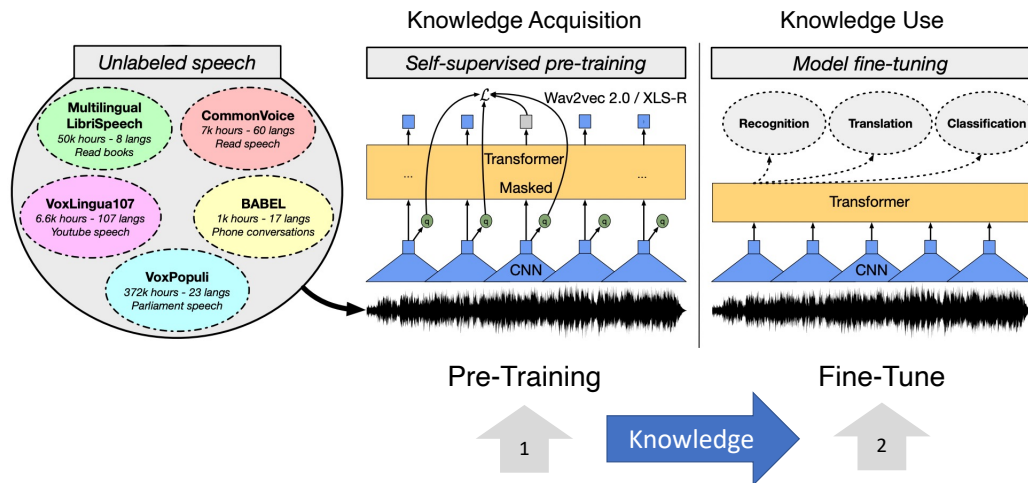 Knowledge Acquisition
Knowledge Use
Unlabeled speech
Multilingual
LibriSpeech
50k hours - 8 langs
Read books
CommonVoice
7k hours - 60 langs
Read speech
VoxLingua107
6.6k hours - 107 langs
Youtube speech
BABEL
1k hours - 17 langs
Phone conversations
VoxPopuli
372k hours - 23 langs
Parliament speech
Self-supervised pre-training
ℒ
Wav2vec 2.0 / XLS-R
Transformer
... ...
Masked
q q q q q
CNN
Model fine-tuning
Recognition
Translation
Classification
Transformer
CNN
Pre-Training
Fine-Tune
1
Knowledge
2